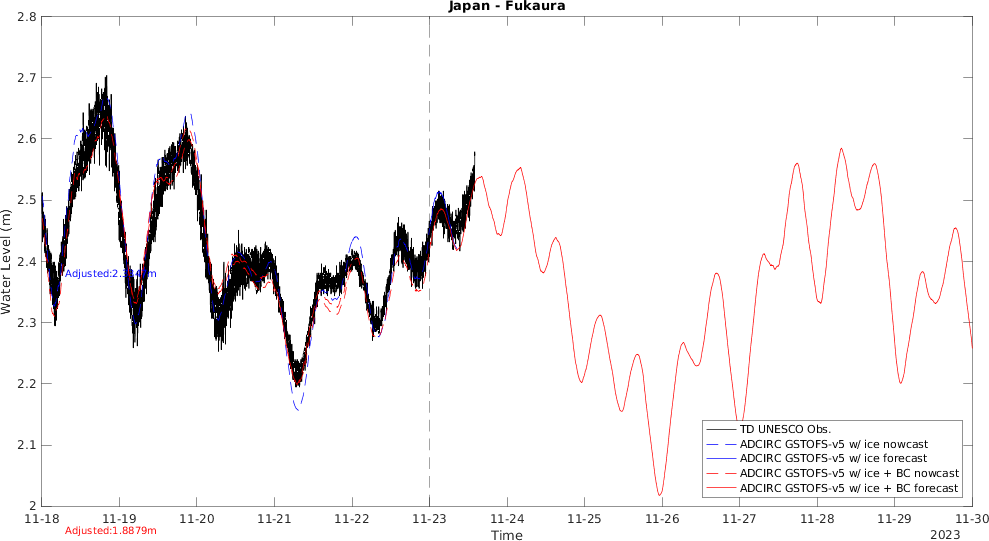 Japan - Fukaura
2.8
2.7
2.6
2.5
2.4
2.3
2.2
2.1
2
Water Level (m)
Adjusted:
Adjusted:1.8879m
TD UNESCO Obs.
ADCIRC GSTOFS-v5 w/ ice nowcast
ADCIRC GSTOFS-v5 w/ ice forecast
ADCIRC GSTOFS-v5 w/ ice + BC nowcast
ADCIRC GSTOFS-v5 w/ ice + BC forecast
11-18 11-19 11-20 11-21 11-22 11-23 11-24 11-25 11-26 11-27 11-28 11-29 11-30
Time
2023